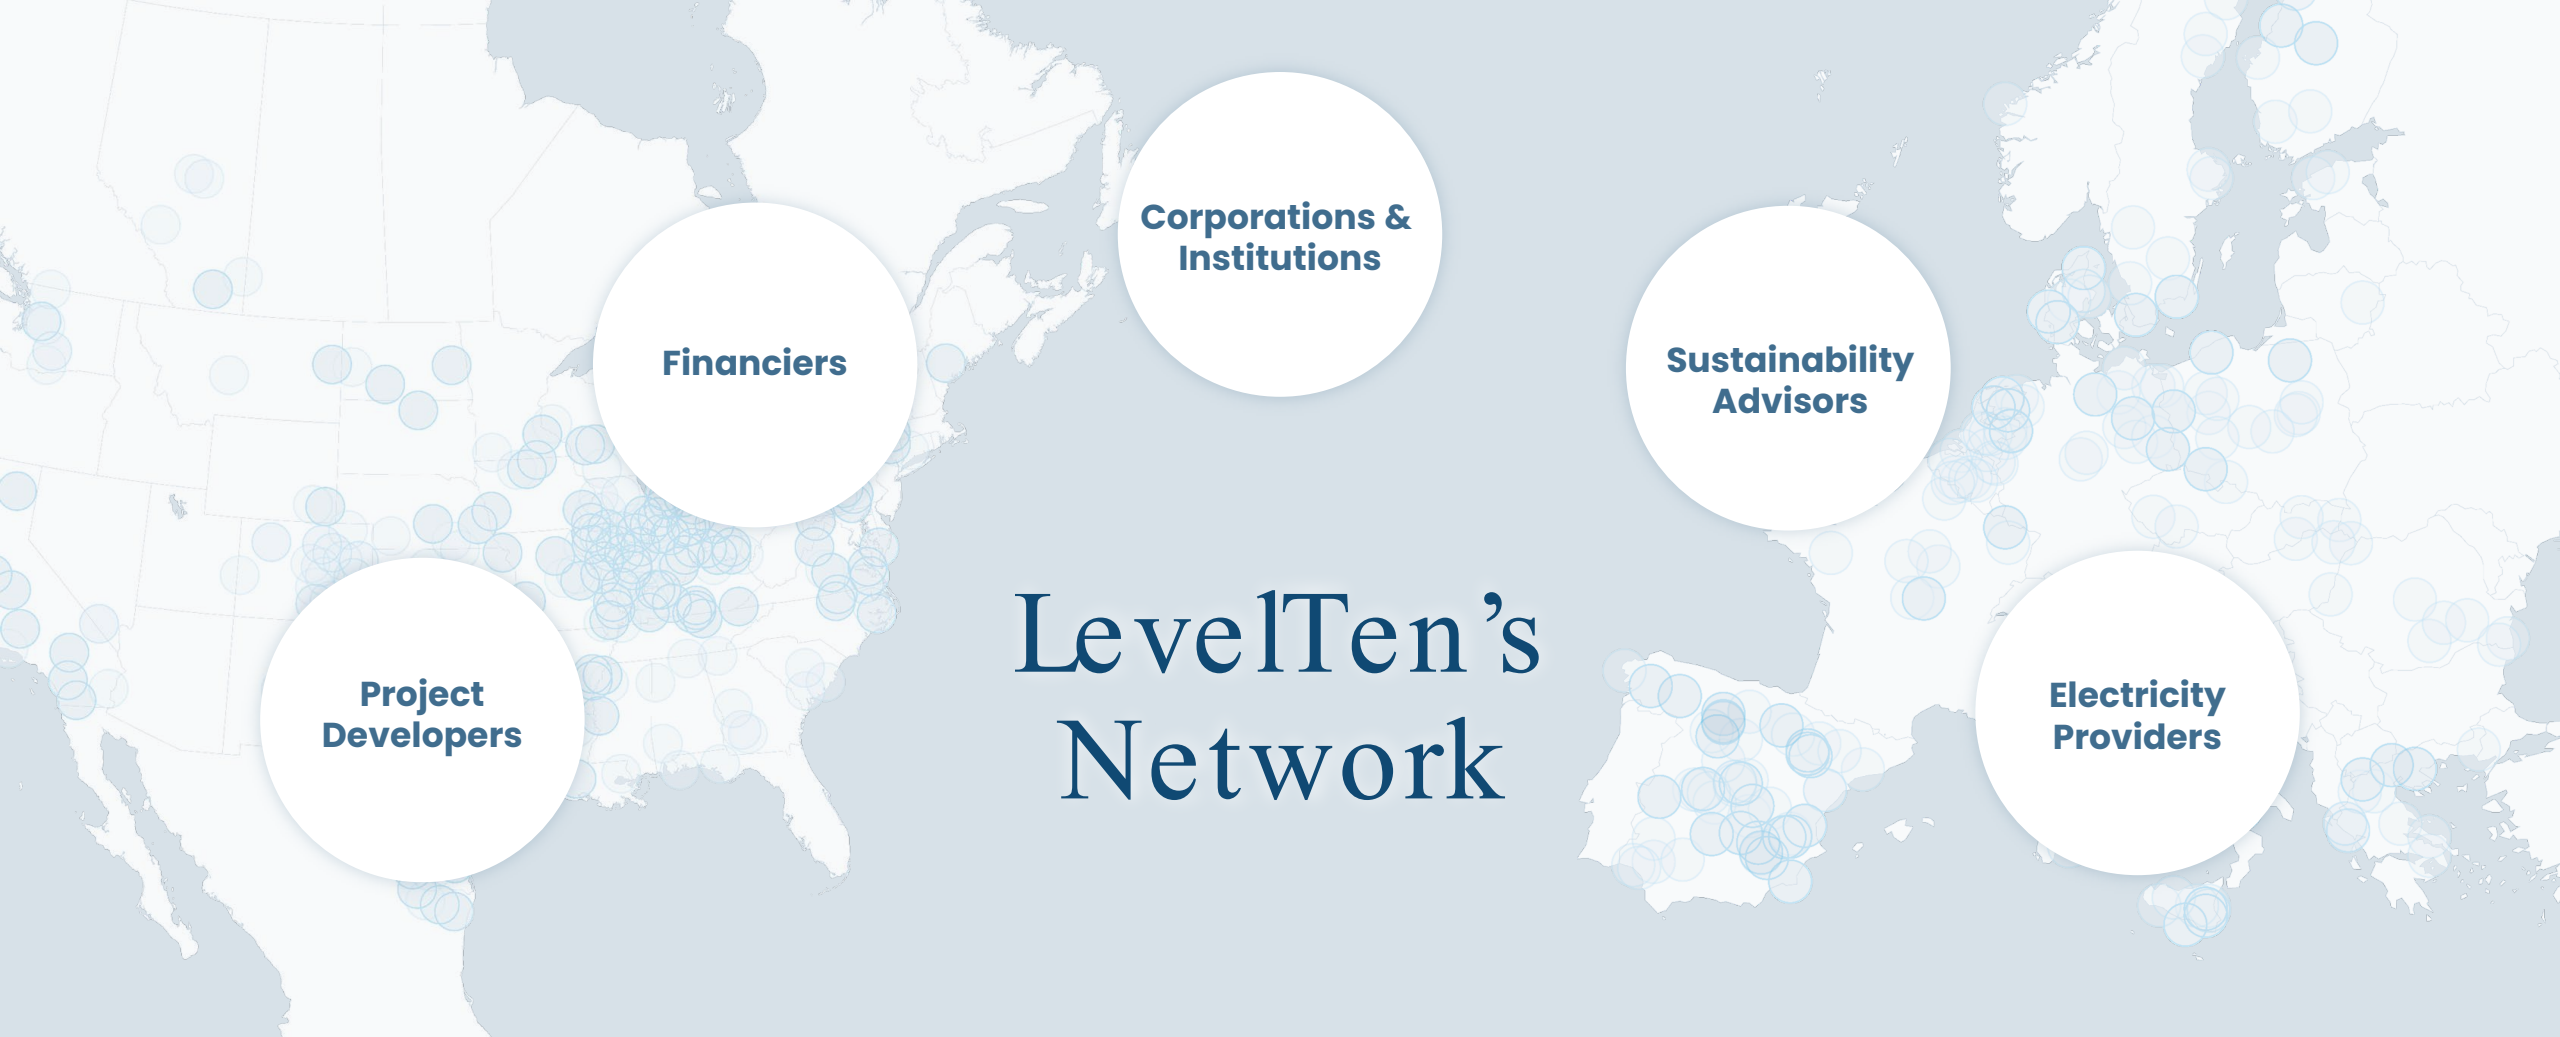 Corporations &
Institutions
Financiers
Sustainability
Advisors
Project
Developers
Electricity
Providers
LevelTen’s
Network